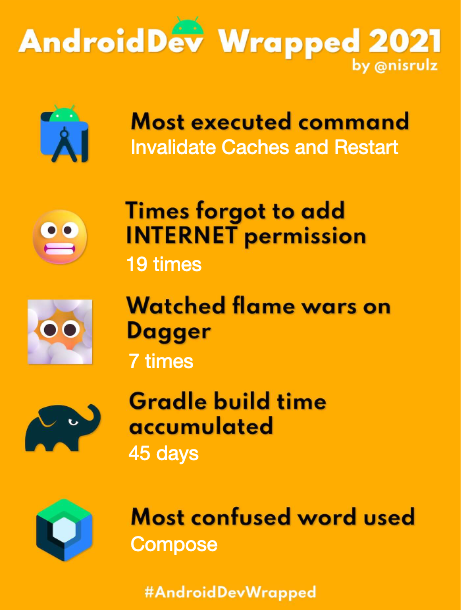 AndroidDev Wrapped 2021
by @nisrulz
Most executed command
Invalidate Caches and Restart
Times forgot to add
INTERNET permission
19 times
Watched flame wars on
Dagger
7 times
Gradle build time
accumulated
45 days
Most confused word used
Compose
#AndroidDevWrapped